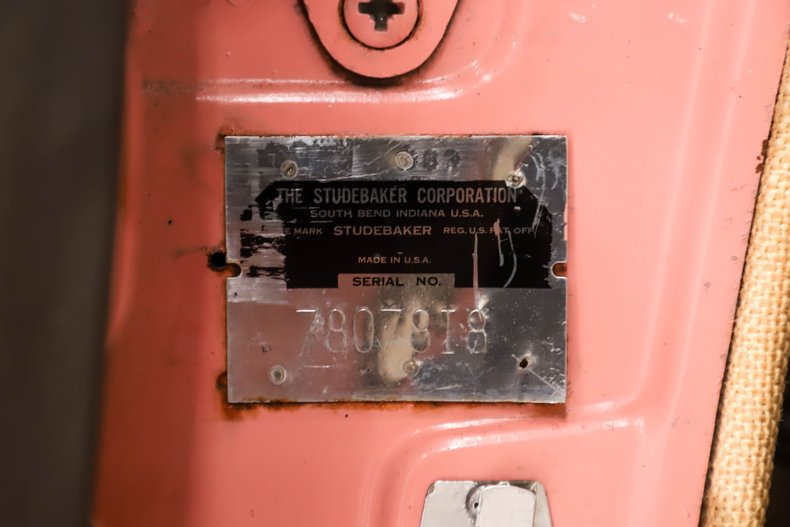 THE STUDEBAKER CORPORATION
SOUTH BEND INDIANA U.S.A.
MARK STUDEBAKER REG. U.S. PAT. OFF.
MADE IN U.S.A.
SERIAL NO.
7807818